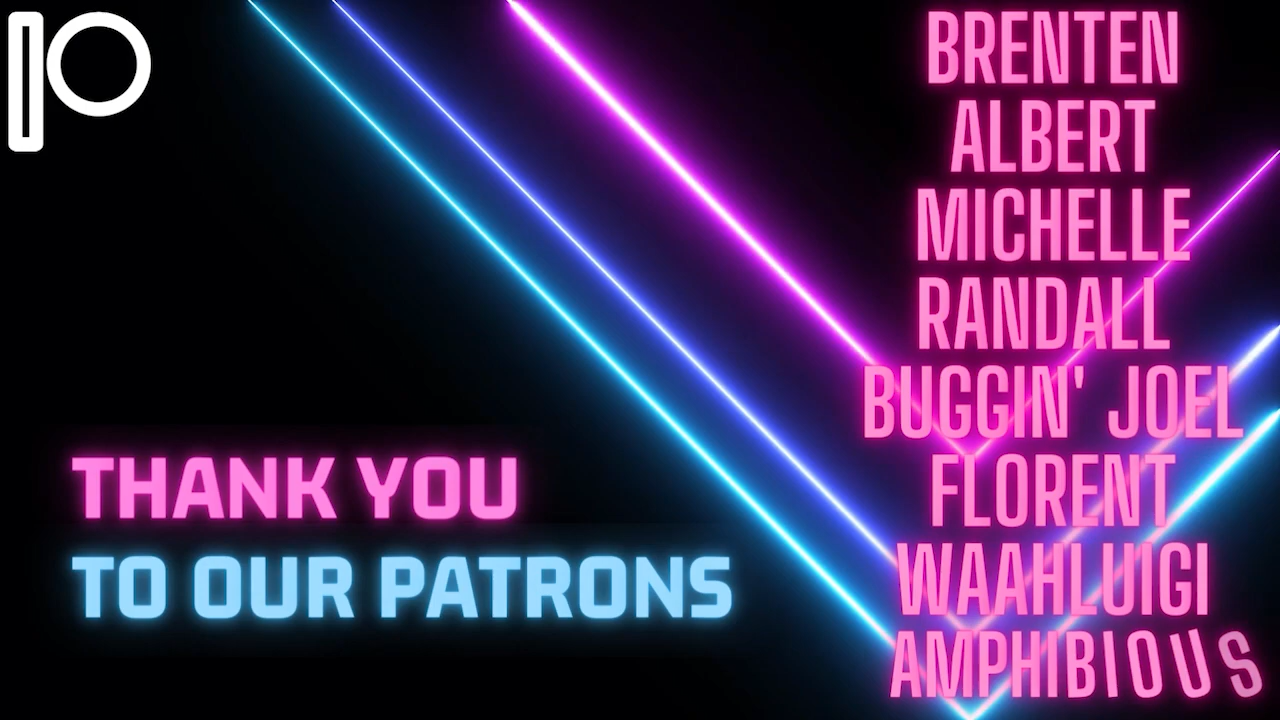 THANK YOU
TO OUR PATRONS
BRENTEN
ALBERT
MICHELLE
RANDALL
BUGGIN' JOEL
FLORENT
WAAHLUIGI
AMPHIBIOUS